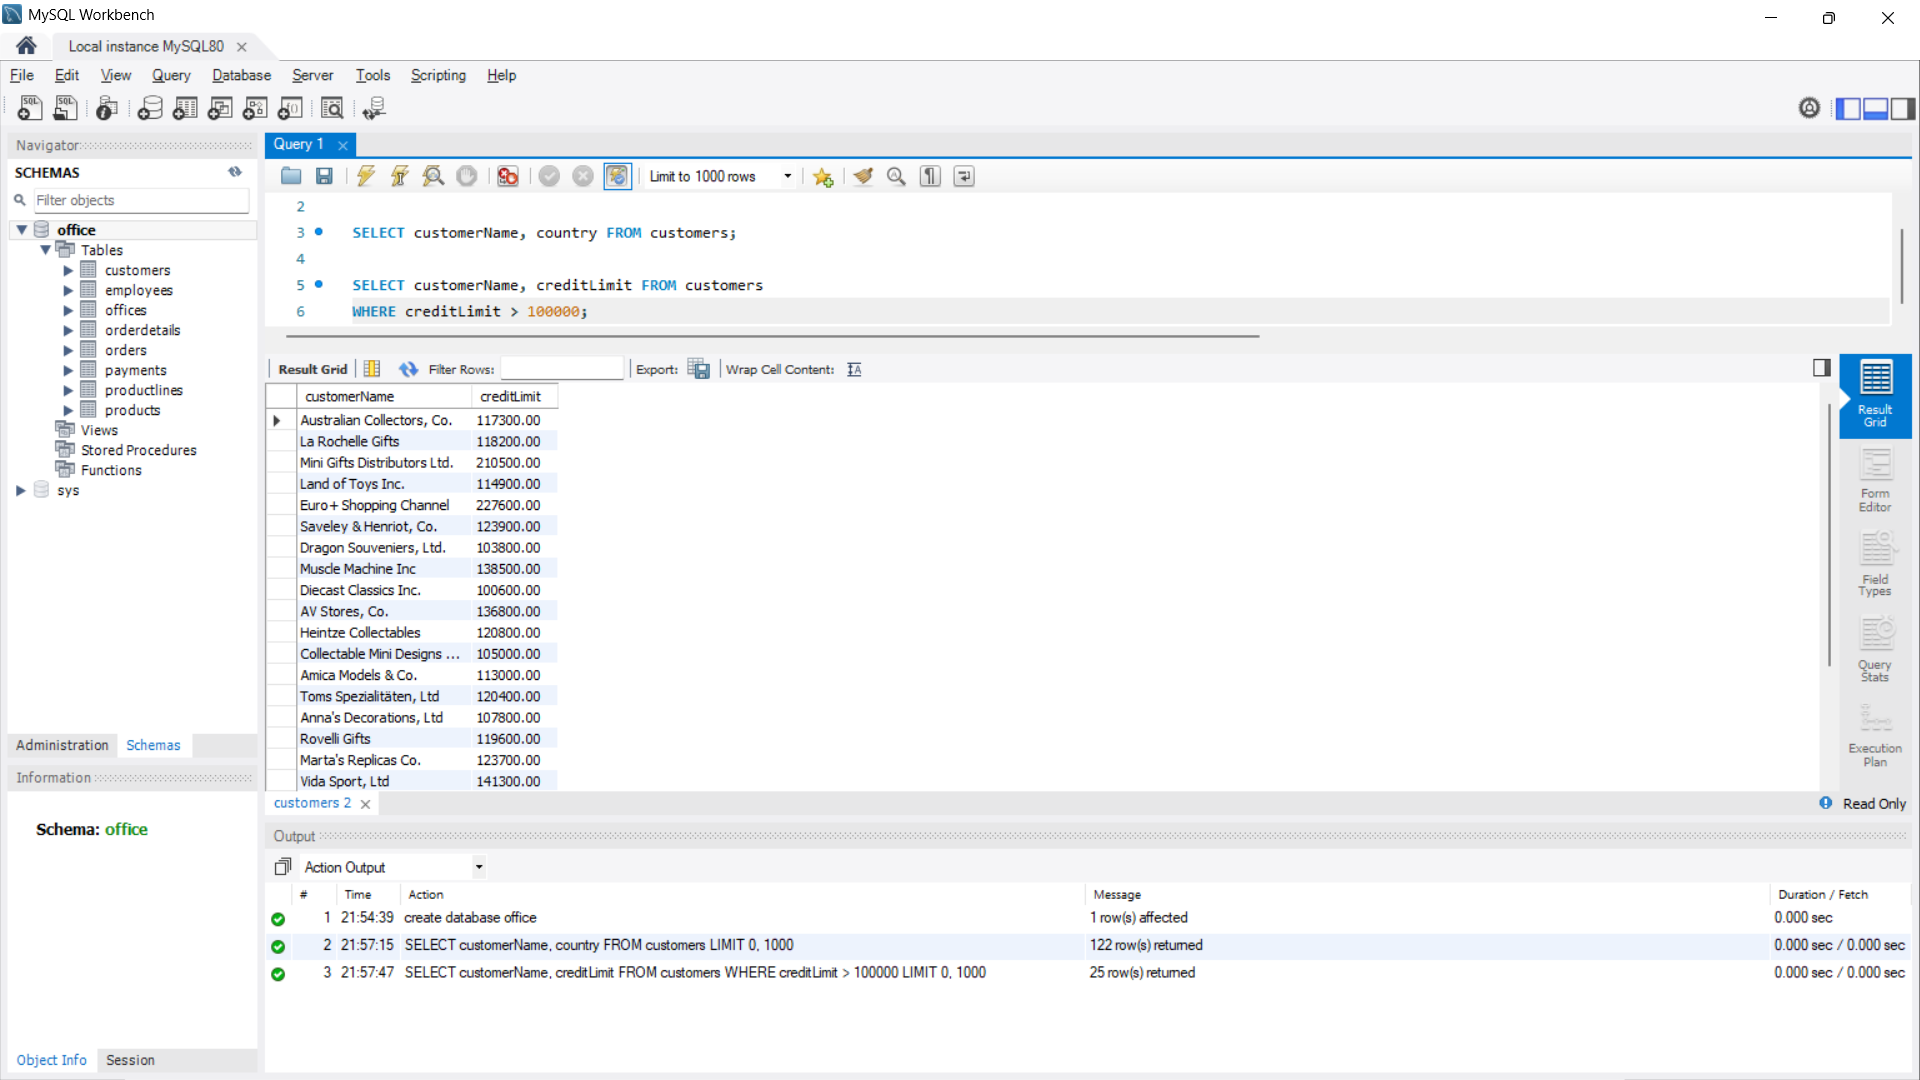 MySQL Workbench
Local instance MySQL80
File Edit View Query Database Server Tools Scripting Help
Navigator
SCHEMAS
Filter objects
office
Tables
customers
employees
offices
orderdetails
orders
payments
productlines
products
Views
Stored Procedures
Functions
sys
Administration Schemas
Information
Schema: office
Object Info Session
Query 1
Limit to 1000 rows
2
3 SELECT customerName, country FROM customers;
4
5 SELECT customerName, creditLimit FROM customers
6 WHERE creditLimit > 100000;
Result Grid Filter Rows: Export: Wrap Cell Content:
customerName creditLimit
Australian Collectors, Co. 117300.00
La Rochelle Gifts 118200.00
Mini Gifts Distributors Ltd. 210500.00
Land of Toys Inc. 114900.00
Euro+ Shopping Channel 227600.00
Saveley & Henriot, Co. 123900.00
Dragon Souveniers, Ltd. 103800.00
Muscle Machine Inc 138500.00
Diecast Classics Inc. 100600.00
AV Stores, Co. 136800.00
Heintze Collectables 120800.00
Collectable Mini Designs ... 105000.00
Amica Models & Co. 113000.00
Toms Spezialitäten, Ltd 120400.00
Anna's Decorations, Ltd 107800.00
Rovelli Gifts 119600.00
Marta's Replicas Co. 123700.00
Vida Sport, Ltd 141300.00
Result
Grid
Form
Editor
Field
Types
Query
Stats
Execution
Plan
customers 2
Read Only
Output
Action Output
# Time Action Message Duration / Fetch
1 21:54:39 create database office 1 row(s) affected 0.000 sec
2 21:57:15 SELECT customerName, country FROM customers LIMIT 0, 1000 122 row(s) returned 0.000 sec / 0.000 sec
3 21:57:47 SELECT customerName, creditLimit FROM customers WHERE creditLimit > 100000 LIMIT 0, 1000 25 row(s) returned 0.000 sec / 0.000 sec